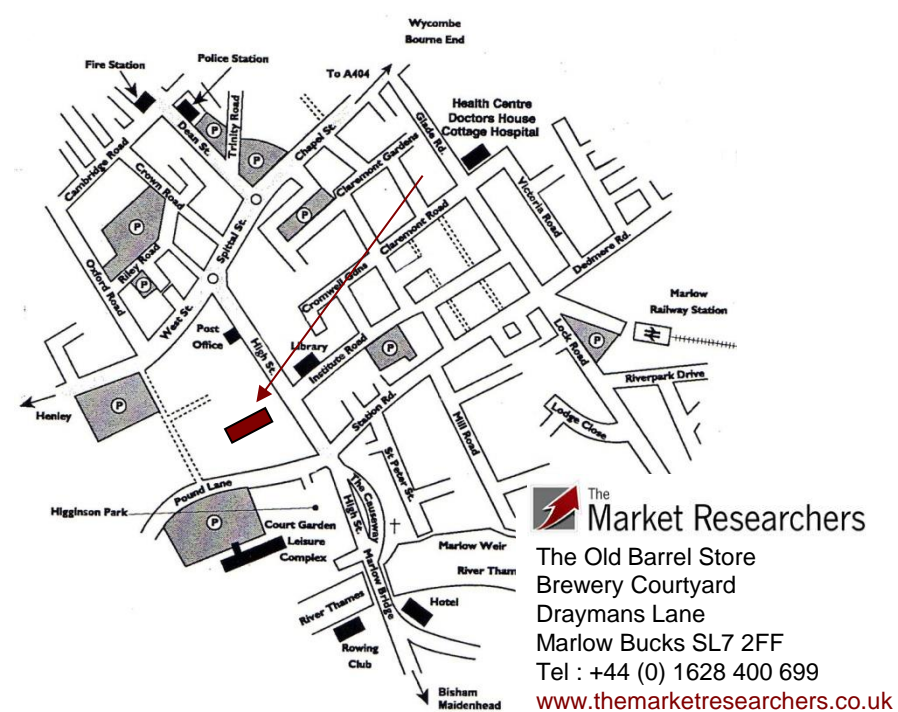 Wycombe
Bourne End
Fire Station
Police Station
To A404
Health Centre
Doctors House
Cottage Hospital
Trinity Road
Dean St.
Chapel St.
Glade Rd.
Cambridge Road
Crown Road
P
P
P
P
P
Claremont Gardens
Claremont Road
Victoria Road
Dedmere Rd.
Spittal St.
Riley Road
Oxford Road
West St.
Cromwell Gdns
Marlow
Railway Station
Post
Office
High St.
Library
Institute Road
P
Lock Road
P
Riverpark Drive
Henley
P
Station Rd.
Mill Road
Lodge Close
St Peter St.
Pound Lane
The Causeway
High St.
Higginson Park
P
Court Garden
Leisure
Complex
Marlow Weir
River Tham
Marlow Bridge
River Thames
Hotel
Rowing
Club
Bisham
Maidenhead
The
Market Researchers
The Old Barrel Store
Brewery Courtyard
Draymans Lane
Marlow Bucks SL7 2FF
Tel : +44 (0) 1628 400 699
www.themarketresearchers.co.uk